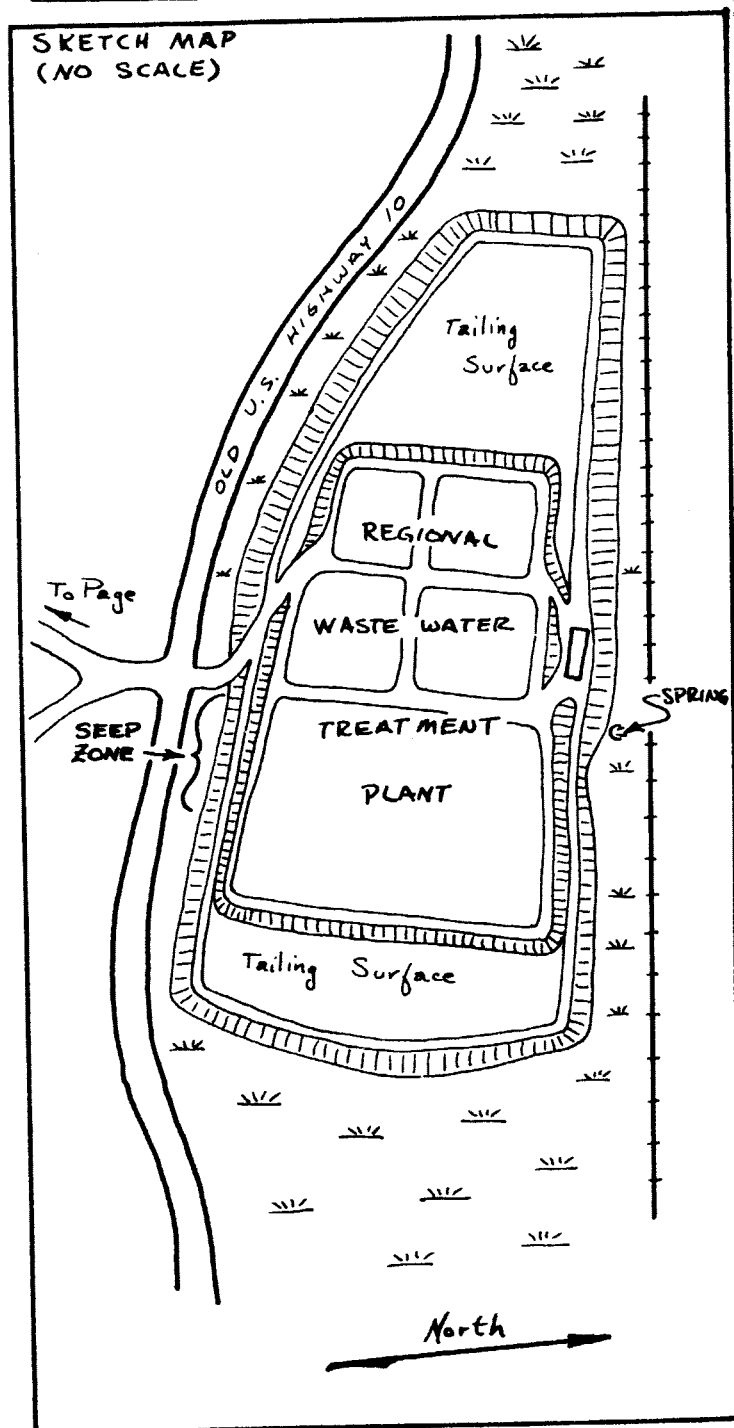 SKETCH MAP
(NO SCALE)
OLD U.S. HIGHWAY 10
Tailing
Surface
REGIONAL
To Page
WASTE WATER
SPRING
SEEP
ZONE
TREATMENT
PLANT
Tailing Surface
North